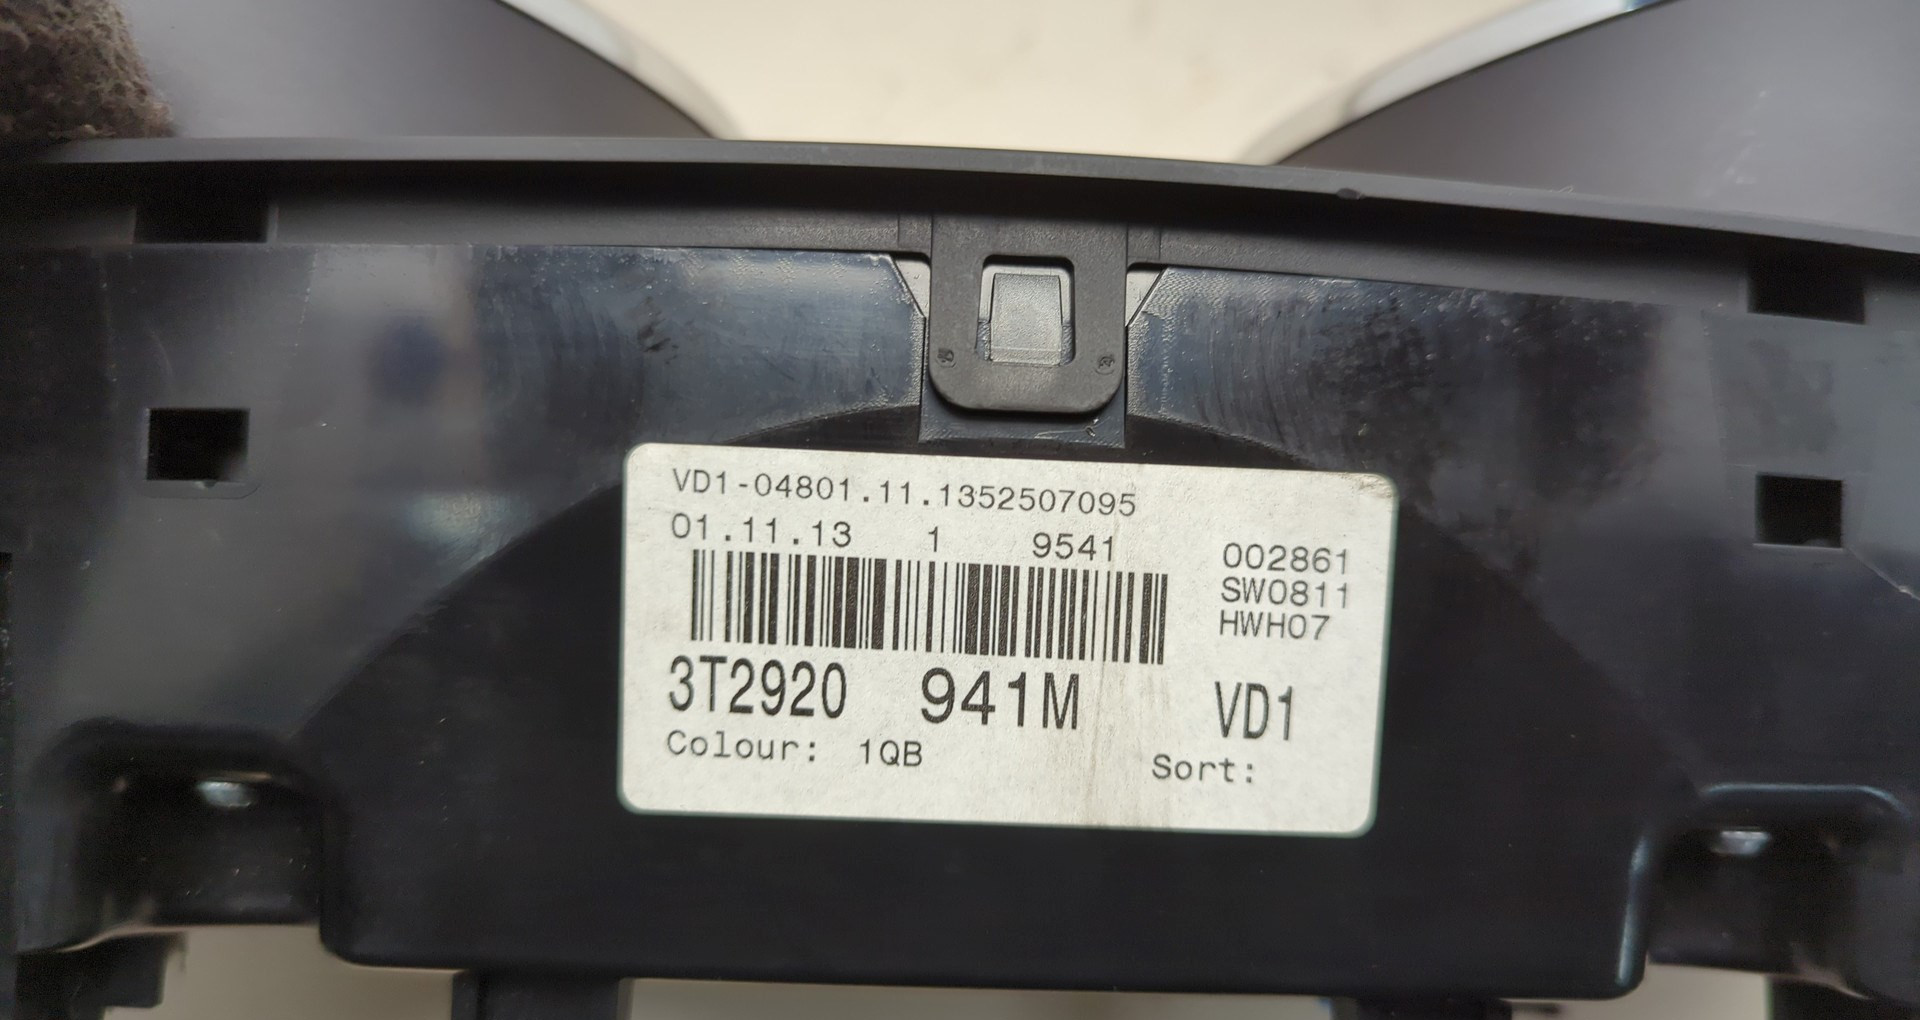 VD1-04801.11.1352507095
01.11.13 1 9541
002861
SW0811
HWH07
3T2920 941M VD1
Colour: 1QB Sort: